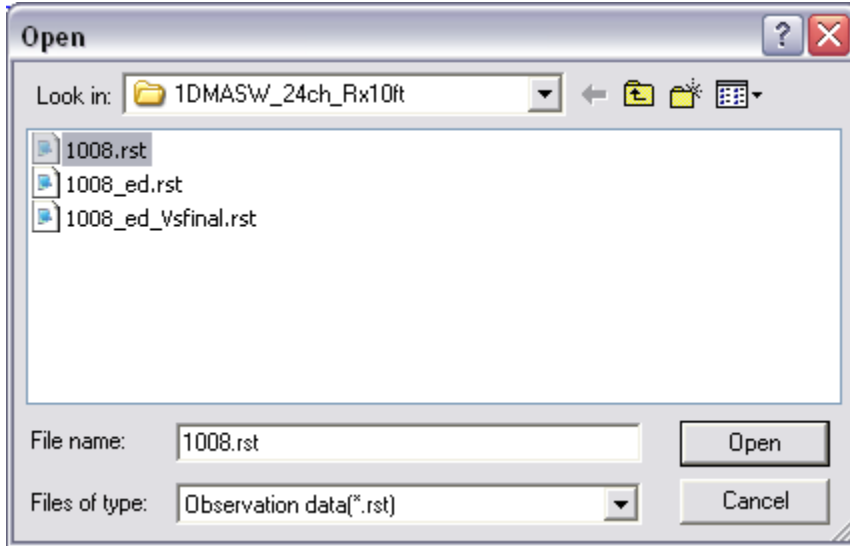 Open
Look in: 1DMASW_24ch_Rx10ft
1008.rst
1008_ed.rst
1008_ed_Vsfinal.rst
File name: 1008.rst Open
Files of type: Observation data(*.rst) Cancel